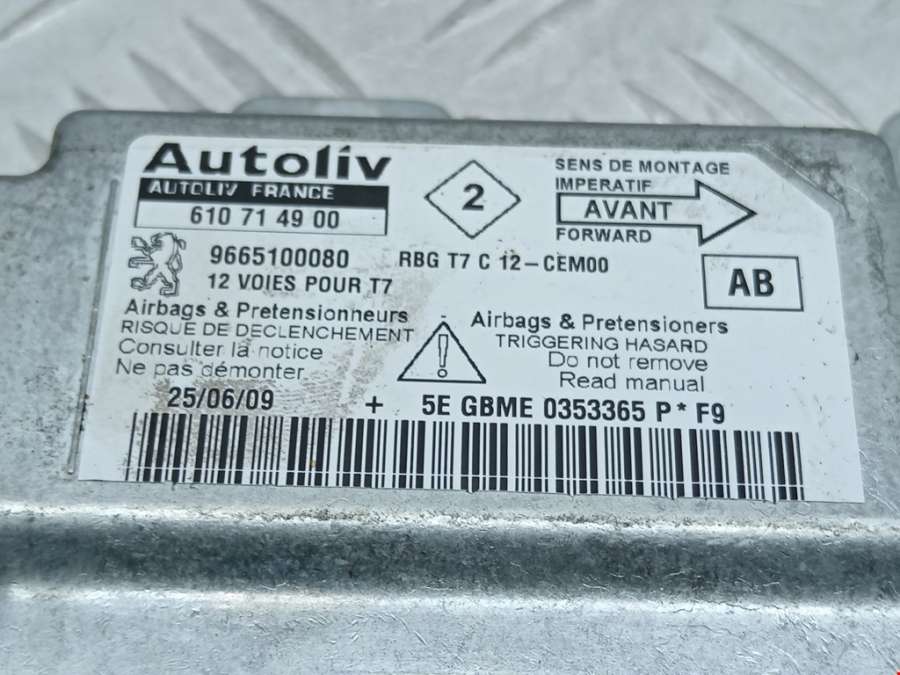 Autoliv
AUTOLIV FRANCE
610 71 49 00
2
SENS DE MONTAGE
IMPERATIF
AVANT
FORWARD
9665100080 RBG T7 C 12-CEM00
12 VOIES POUR T7
AB
Airbags & Pretensionneurs
RISQUE DE DECLENCHEMENT
Consulter la notice
Ne pas démonter
Airbags & Pretensioners
TRIGGERING HASARD
Do not remove
Read manual
25/06/09 + 5E GBME 0353365 P * F9